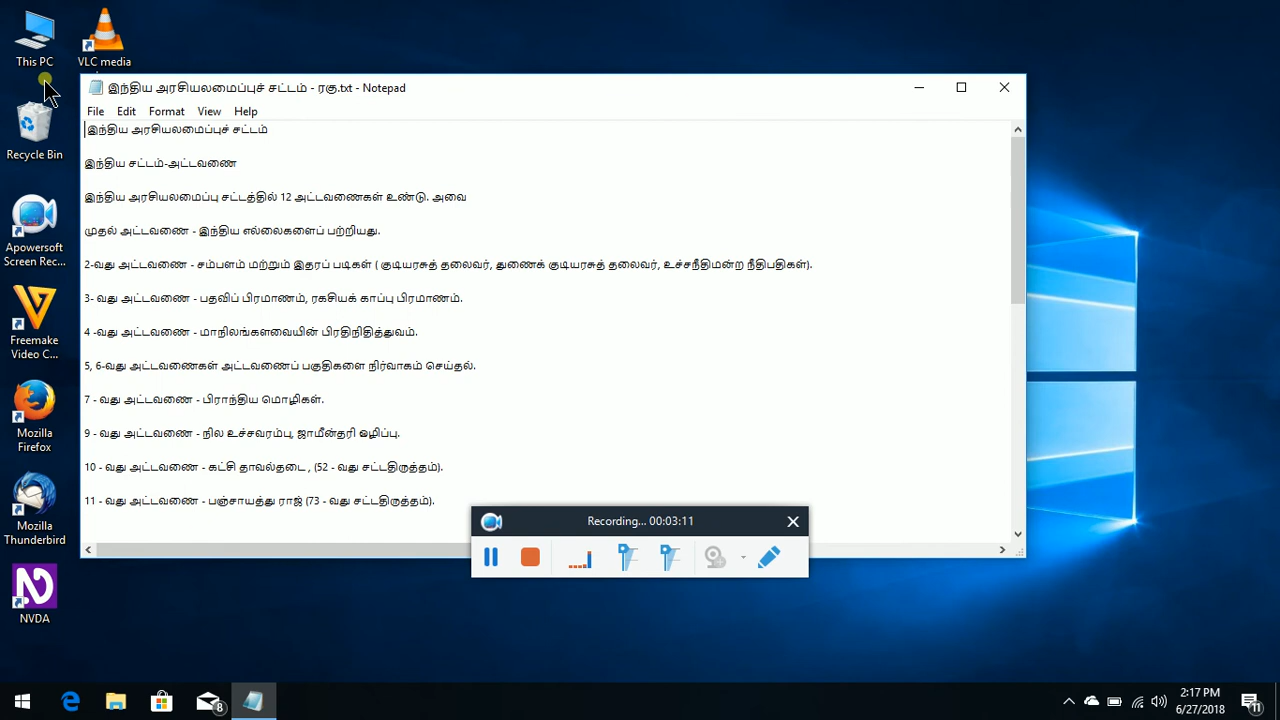 This PC
VLC media
Recycle Bin
Apowersoft
Screen Rec...
Freemake
Video C...
Mozilla
Firefox
Mozilla
Thunderbird
NVDA
இந்திய அரசியலமைப்புச் சட்டம் - ரகு.txt - Notepad
File Edit Format View Help
இந்திய அரசியலமைப்புச் சட்டம்
இந்திய சட்டம்-அட்டவணை
இந்திய அரசியலமைப்பு சட்டத்தில் 12 அட்டவணைகள் உண்டு. அவை
முதல் அட்டவணை - இந்திய எல்லைகளைப் பற்றியது.
2-வது அட்டவணை - சம்பளம் மற்றும் இதரப் படிகள் ( குடியரசுத் தலைவர், துணைக் குடியரசுத் தலைவர், உச்சநீதிமன்ற நீதிபதிகள்).
3- வது அட்டவணை - பதவிப் பிரமாணம், ரகசியக் காப்பு பிரமாணம்.
4 -வது அட்டவணை - மாநிலங்களவையின் பிரதிநிதித்துவம்.
5, 6-வது அட்டவணைகள் அட்டவணைப் பகுதிகளை நிர்வாகம் செய்தல்.
7 - வது அட்டவணை - பிராந்திய மொழிகள்.
9 - வது அட்டவணை - நில உச்சவரம்பு, ஜாமீன்தரி ஒழிப்பு.
10 - வது அட்டவணை - கட்சி தாவல்தடை , (52 - வது சட்டதிருத்தம்).
11 - வது அட்டவணை - பஞ்சாயத்து ராஜ் (73 - வது சட்டதிருத்தம்).
Recording... 00:03:11
8
2:17 PM
6/27/2018
11